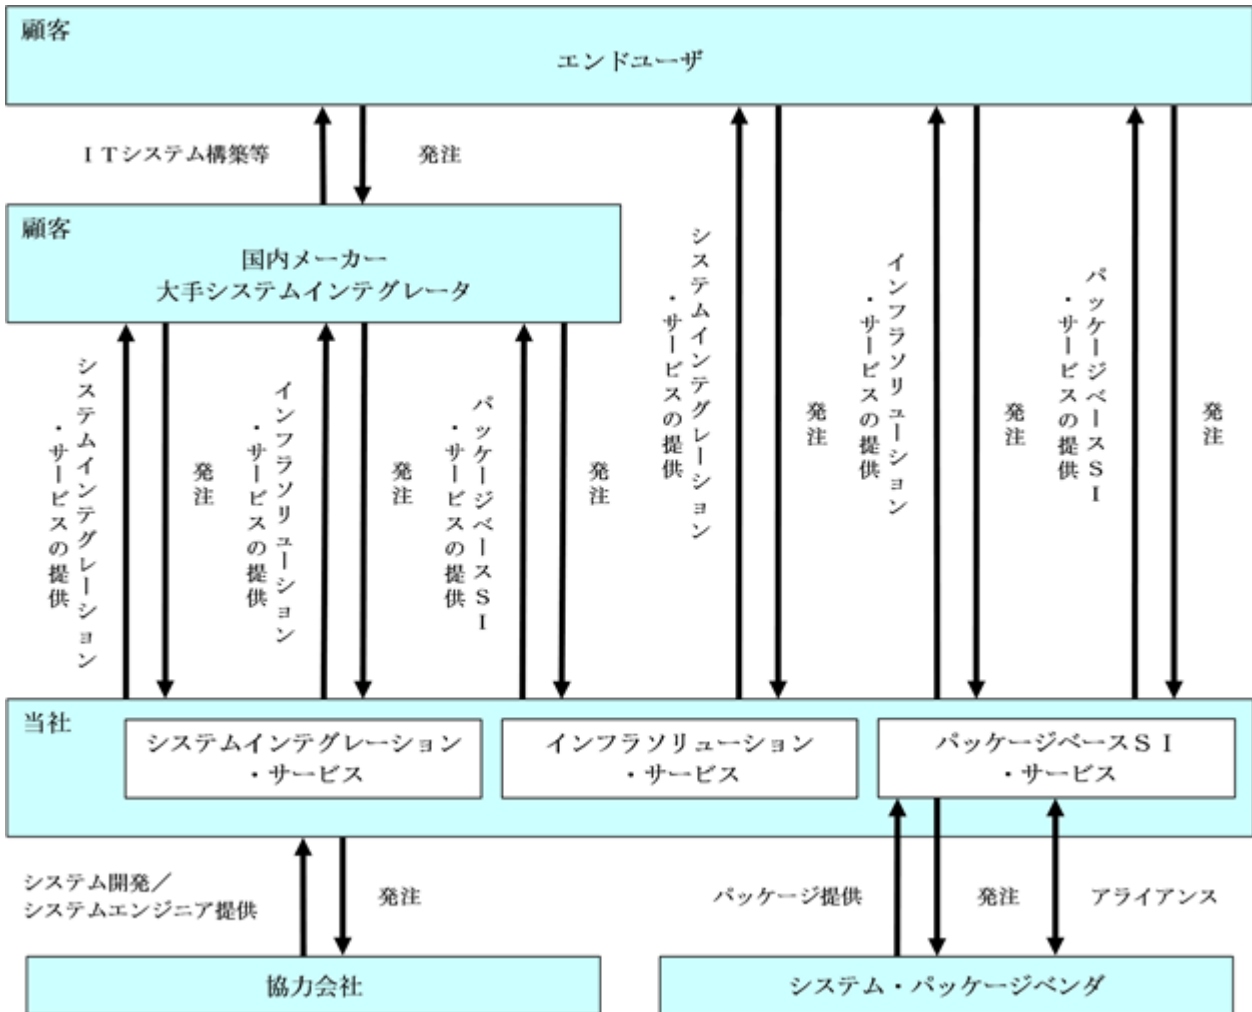 顧客
エンドユーザ
ＩＴシステム構築等
発注
顧客
国内メーカー
大手システムインテグレータ
システムインテグレーション
・サービスの提供
発注
インフラソリューション
・サービスの提供
発注
パッケージベースＳＩ
・サービスの提供
発注
システムインテグレーション
・サービスの提供
発注
インフラソリューション
・サービスの提供
発注
パッケージベースＳＩ
・サービスの提供
発注
当社
システムインテグレーション
・サービス
インフラソリューション
・サービス
パッケージベースＳＩ
・サービス
システム開発／
システムエンジニア提供
発注
パッケージ提供
発注
アライアンス
協力会社
システム・パッケージベンダ